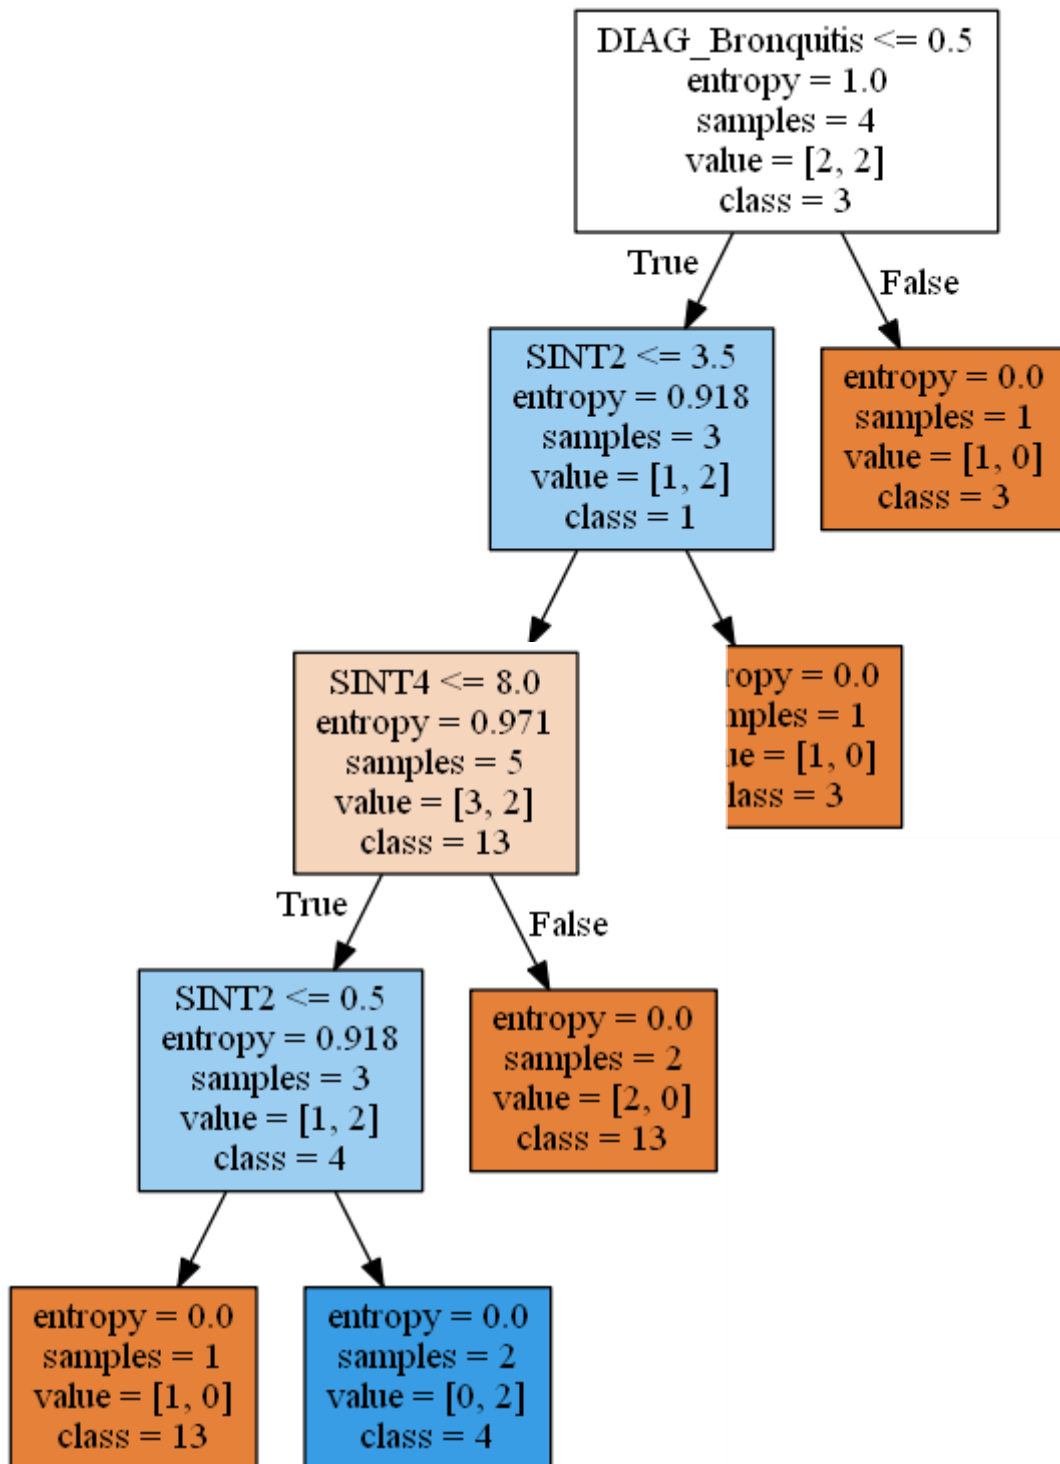 DIAG_Bronquitis <= 0.5
entropy = 1.0
samples = 4
value = [2, 2]
class = 3
True
False
SINT2 <= 3.5
entropy = 0.918
samples = 3
value = [1, 2]
class = 1
entropy = 0.0
samples = 1
value = [1, 0]
class = 3
SINT4 <= 8.0
entropy = 0.971
samples = 5
value = [3, 2]
class = 13
ropy = 0.0
mples = 1
ue = [1, 0]
lass = 3
True
False
SINT2 <= 0.5
entropy = 0.918
samples = 3
value = [1, 2]
class = 4
entropy = 0.0
samples = 2
value = [2, 0]
class = 13
entropy = 0.0
samples = 1
value = [1, 0]
class = 13
entropy = 0.0
samples = 2
value = [0, 2]
class = 4